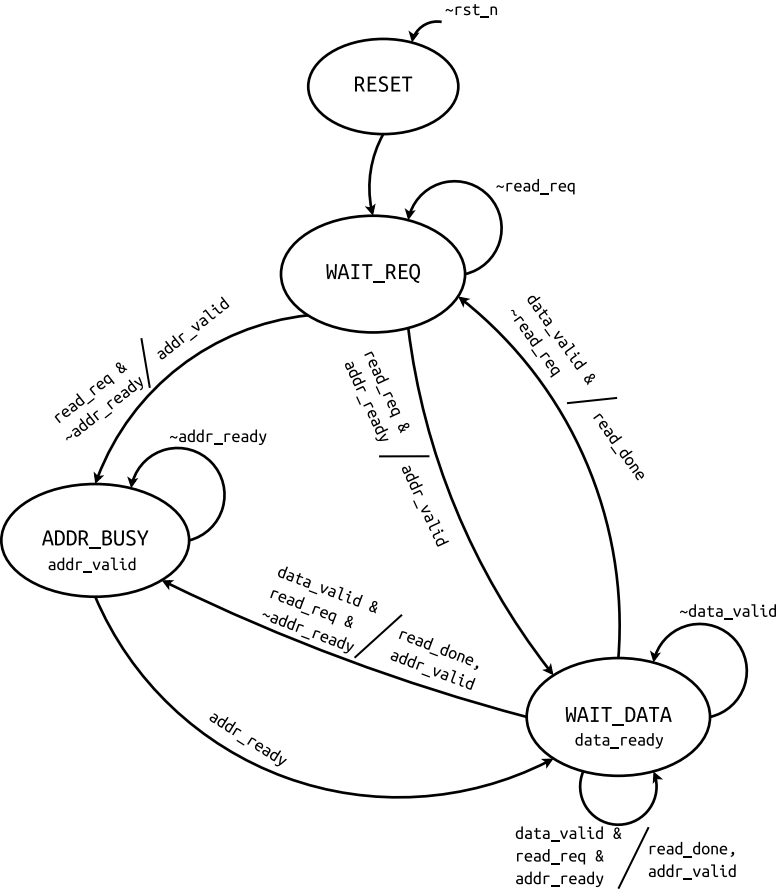 ~rst_n
RESET
~read_req
WAIT_REQ
read_req &
~addr_ready
addr_valid
read_req &
addr_ready
addr_valid
data_valid &
~read_req
read_done
~addr_ready
ADDR_BUSY
addr_valid
data_valid &
read_req &
~addr_ready
read_done,
addr_valid
addr_ready
~data_valid
WAIT_DATA
data_ready
data_valid &
read_req &
addr_ready
read_done,
addr_valid